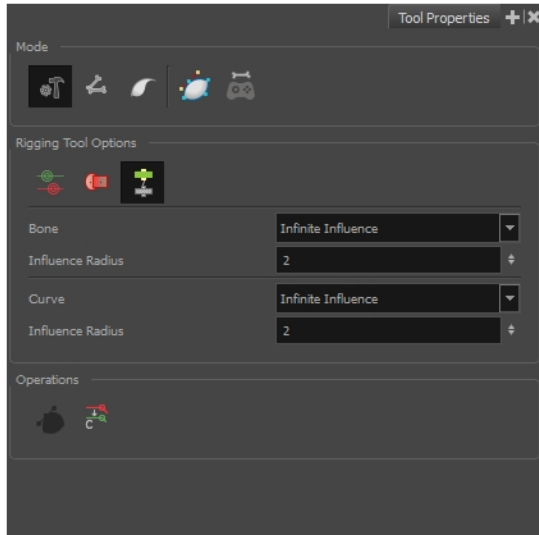 Tool Properties
Mode
Rigging Tool Options
Z
Bone Infinite Influence
Influence Radius 2
Curve Infinite Influence
Influence Radius 2
Operations
C